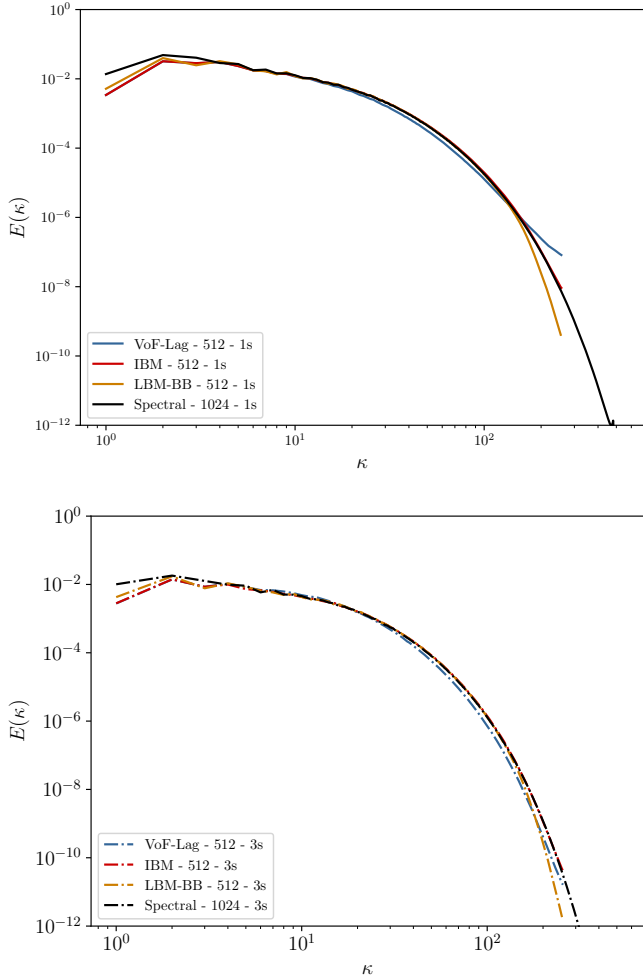 10^0
10^{-2}
10^{-4}
10^{-6}
10^{-8}
10^{-10}
10^{-12}
E(κ)
VoF-Lag - 512 - 1s
IBM - 512 - 1s
LBM-BB - 512 - 1s
Spectral - 1024 - 1s
10^0 10^1 10^2
κ
10^0
10^{-2}
10^{-4}
10^{-6}
10^{-8}
10^{-10}
10^{-12}
E(κ)
VoF-Lag - 512 - 3s
IBM - 512 - 3s
LBM-BB - 512 - 3s
Spectral - 1024 - 3s
10^0 10^1 10^2
κ